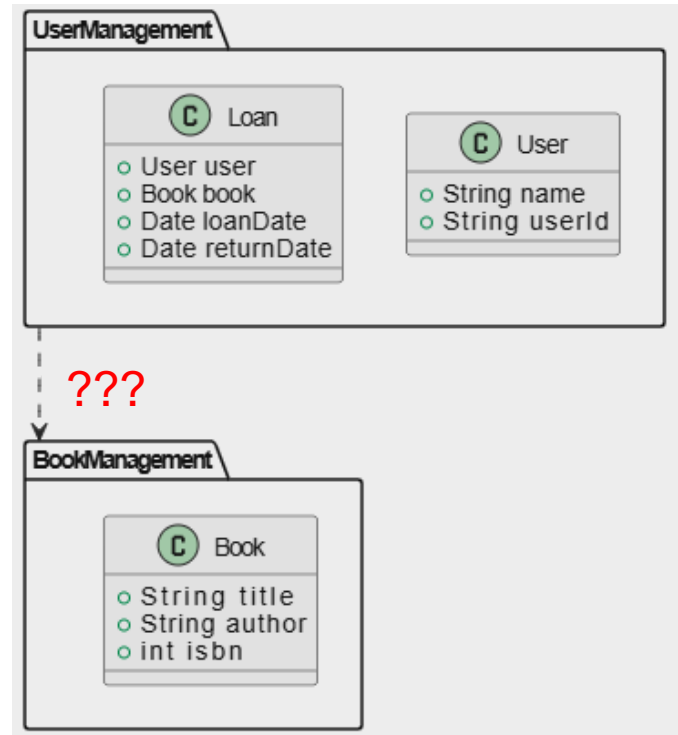 UserManagement
C Loan
User user
Book book
Date loanDate
Date returnDate
C User
String name
String userId
???
BookManagement
C Book
String title
String author
int isbn